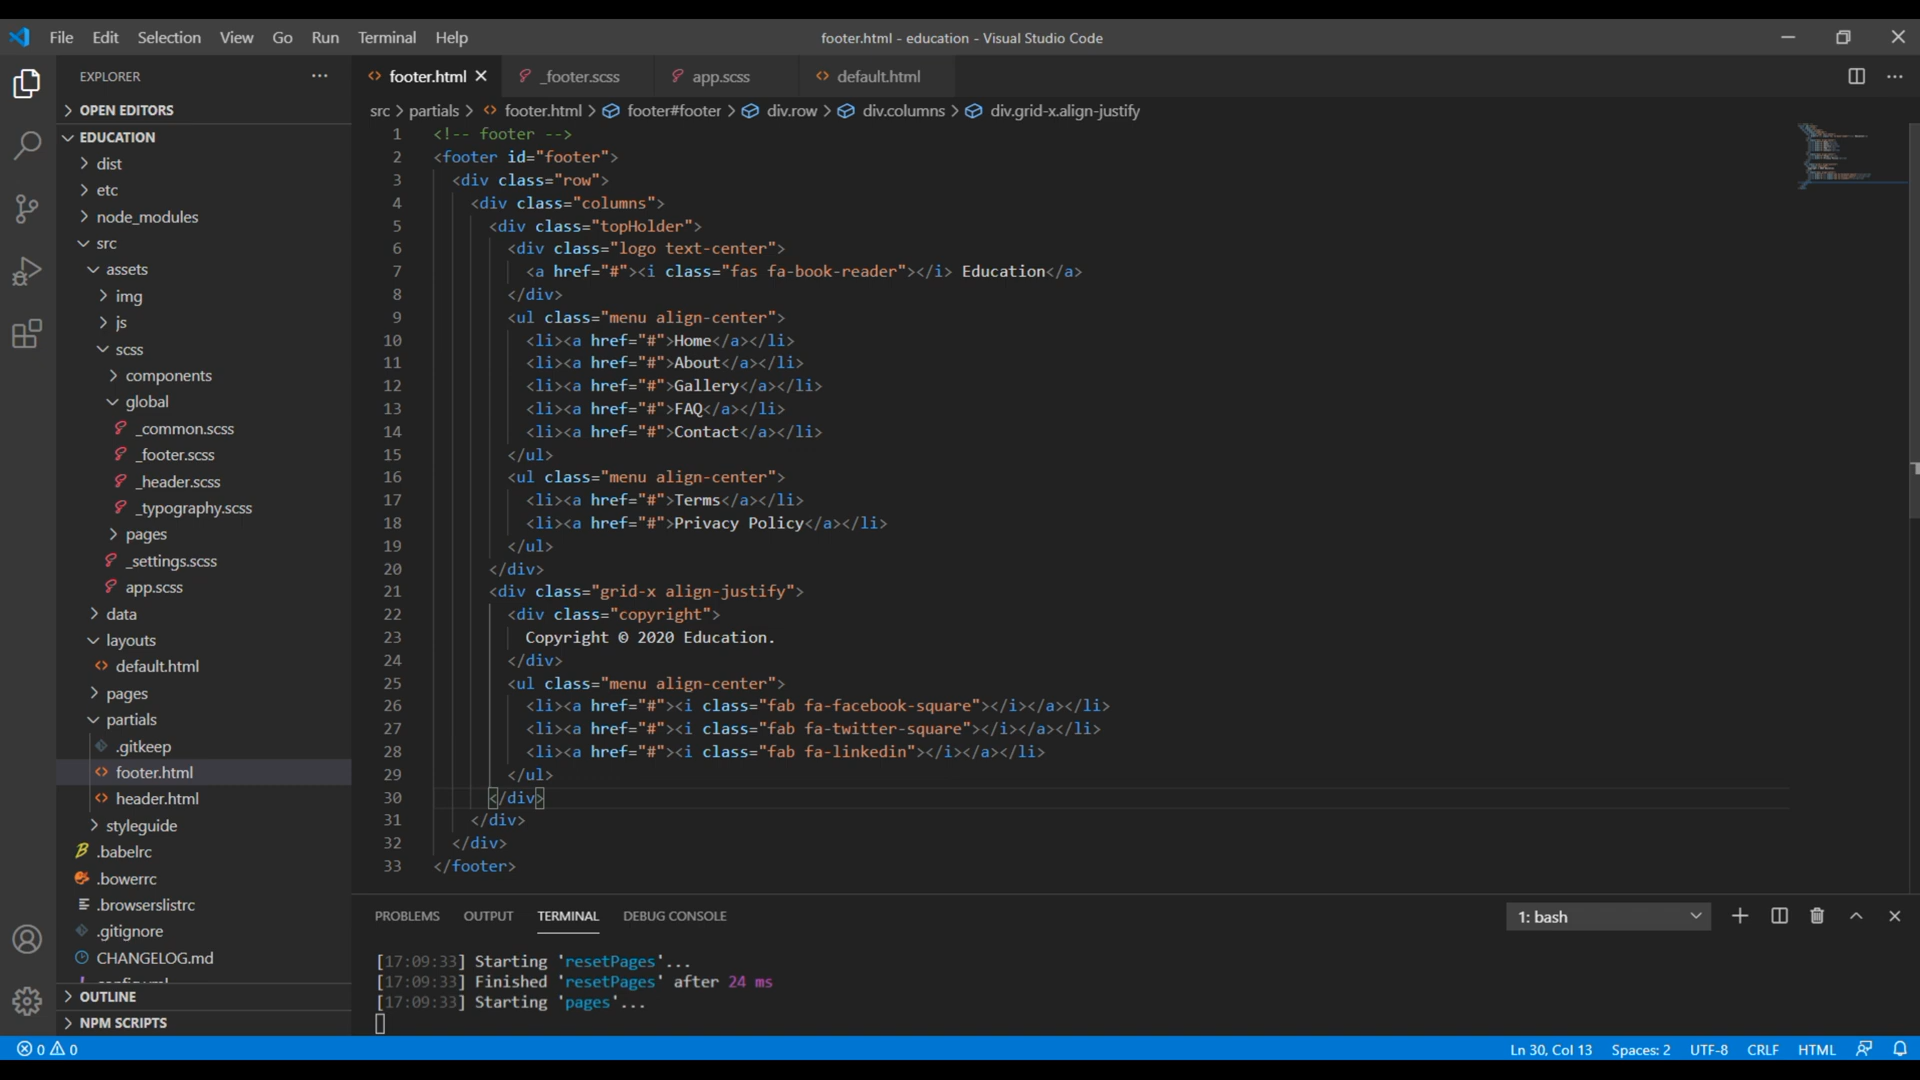 File Edit Selection View Go Run Terminal Help
footer.html - education - Visual Studio Code
EXPLORER
OPEN EDITORS
EDUCATION
dist
etc
node_modules
src
assets
img
js
scss
components
global
_common.scss
_footer.scss
_header.scss
_typography.scss
pages
_settings.scss
app.scss
data
layouts
default.html
pages
partials
.gitkeep
footer.html
header.html
styleguide
.babelrc
.bowerrc
.browserslistrc
.gitignore
CHANGELOG.md
OUTLINE
NPM SCRIPTS
footer.html _footer.scss app.scss default.html
src > partials > footer.html > footer#footer > div.row > div.columns > div.grid-x.align-justify
1 <!-- footer -->
2 <footer id="footer">
3 <div class="row">
4 <div class="columns">
5 <div class="topHolder">
6 <div class="logo text-center">
7 <a href="#"><i class="fas fa-book-reader"></i> Education</a>
8 </div>
9 <ul class="menu align-center">
10 <li><a href="#">Home</a></li>
11 <li><a href="#">About</a></li>
12 <li><a href="#">Gallery</a></li>
13 <li><a href="#">FAQ</a></li>
14 <li><a href="#">Contact</a></li>
15 </ul>
16 <ul class="menu align-center">
17 <li><a href="#">Terms</a></li>
18 <li><a href="#">Privacy Policy</a></li>
19 </ul>
20 </div>
21 <div class="grid-x align-justify">
22 <div class="copyright">
23 Copyright © 2020 Education.
24 </div>
25 <ul class="menu align-center">
26 <li><a href="#"><i class="fab fa-facebook-square"></i></a></li>
27 <li><a href="#"><i class="fab fa-twitter-square"></i></a></li>
28 <li><a href="#"><i class="fab fa-linkedin"></i></a></li>
29 </ul>
30 </div>
31 </div>
32 </div>
33 </footer>
PROBLEMS OUTPUT TERMINAL DEBUG CONSOLE
1: bash
[17:09:33] Starting 'resetPages'...
[17:09:33] Finished 'resetPages' after 24 ms
[17:09:33] Starting 'pages'...
0 0
Ln 30, Col 13 Spaces: 2 UTF-8 CRLF HTML